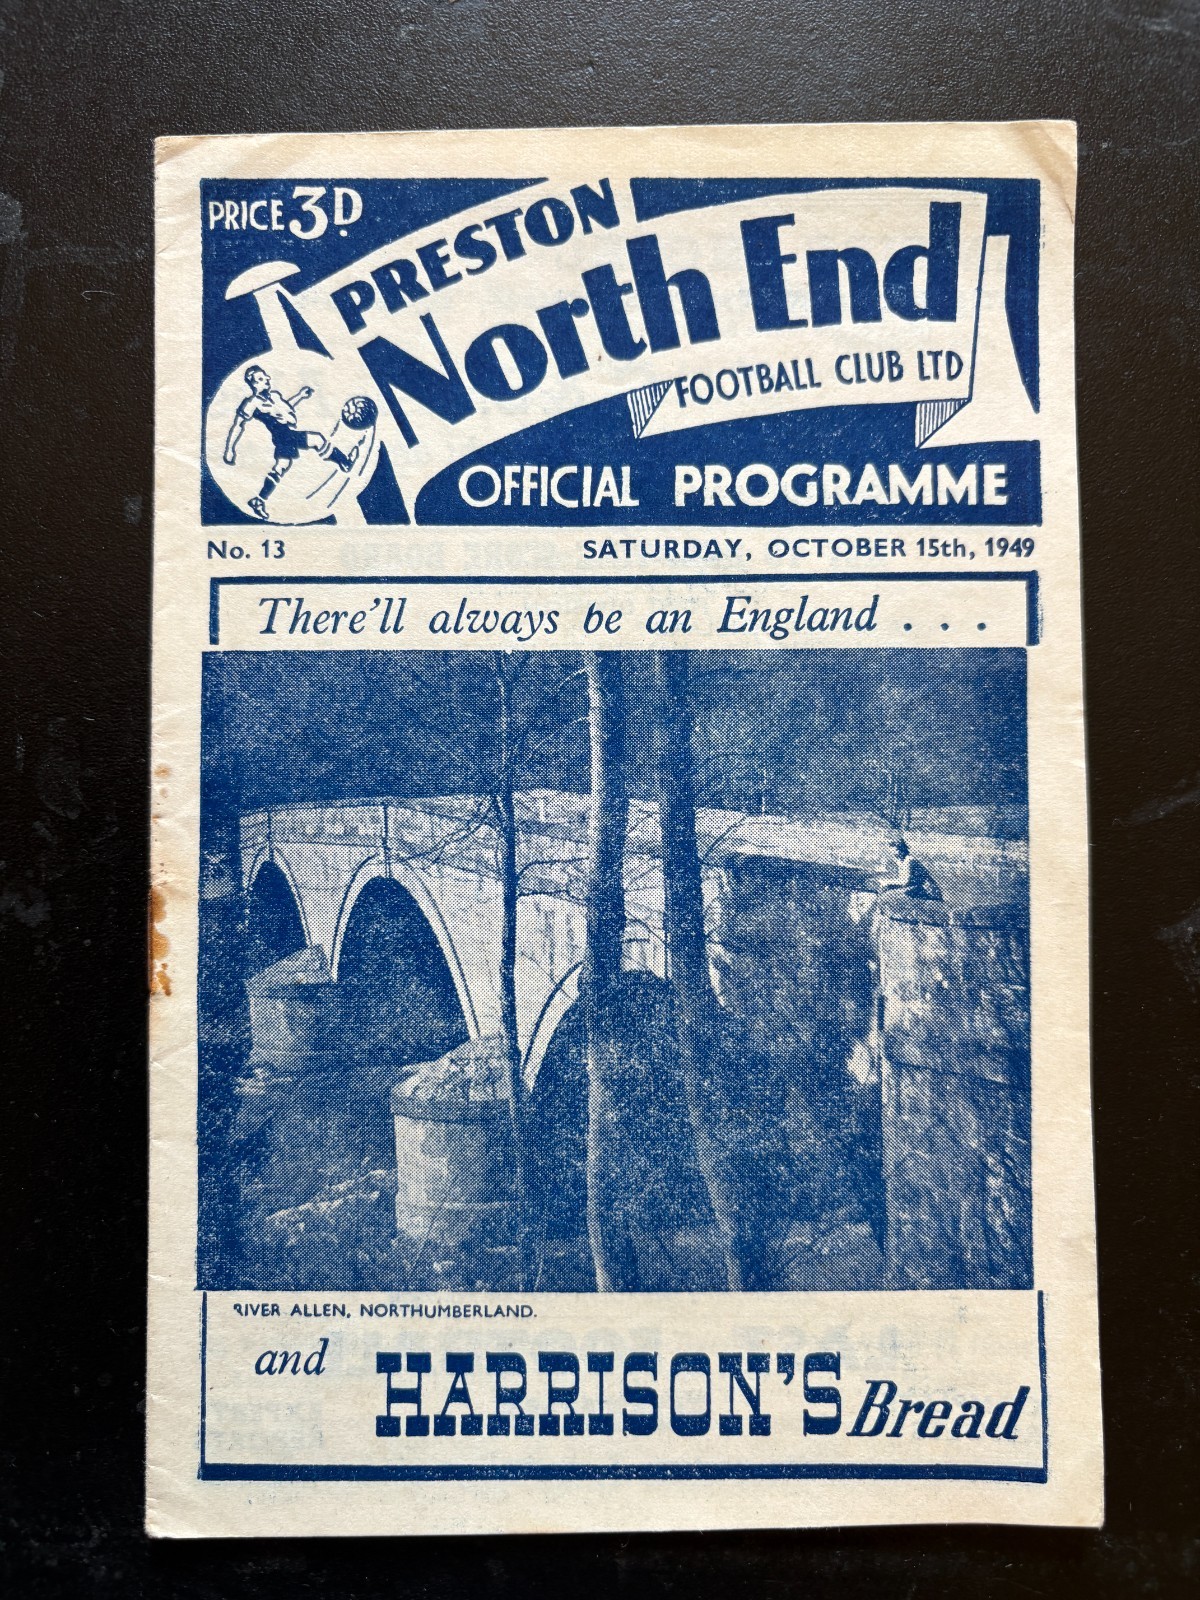 PRICE 3D.
PRESTON
North End
FOOTBALL CLUB LTD
OFFICIAL PROGRAMME
No. 13 SATURDAY, OCTOBER 15th, 1949
There'll always be an England . . .
RIVER ALLEN, NORTHUMBERLAND.
and HARRISON'S Bread